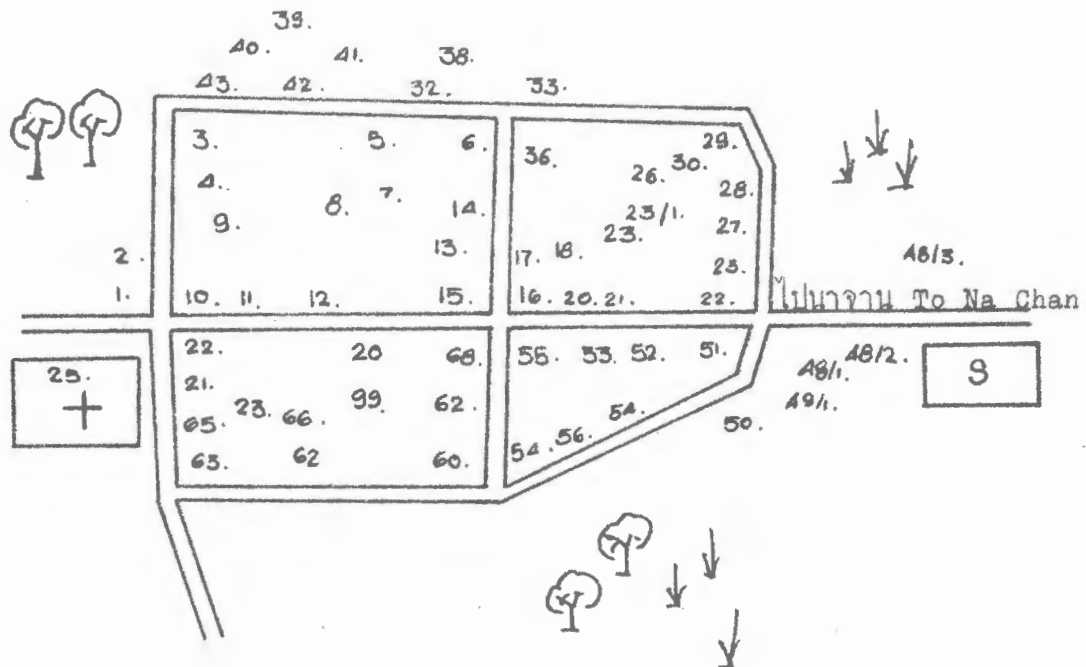 39.
40. 41. 38.
43. 42. 32. 33.
3. 5. 6. 36. 29.
4. 8. 7. 14. 26. 30. 28.
9. 13. 23/1. 27.
2. 17. 18. 23. 23. 48/3.
1. 10. 11. 12. 15. 16. 20. 21. 22. ไปนาจาน To Na Chan
22. 20 68. 55. 53. 52. 51. 48/1. 48/2. S
25. 21. 23. 66. 99. 62. 54. 49/1.
65. 56. 50.
63. 62 60. 54.